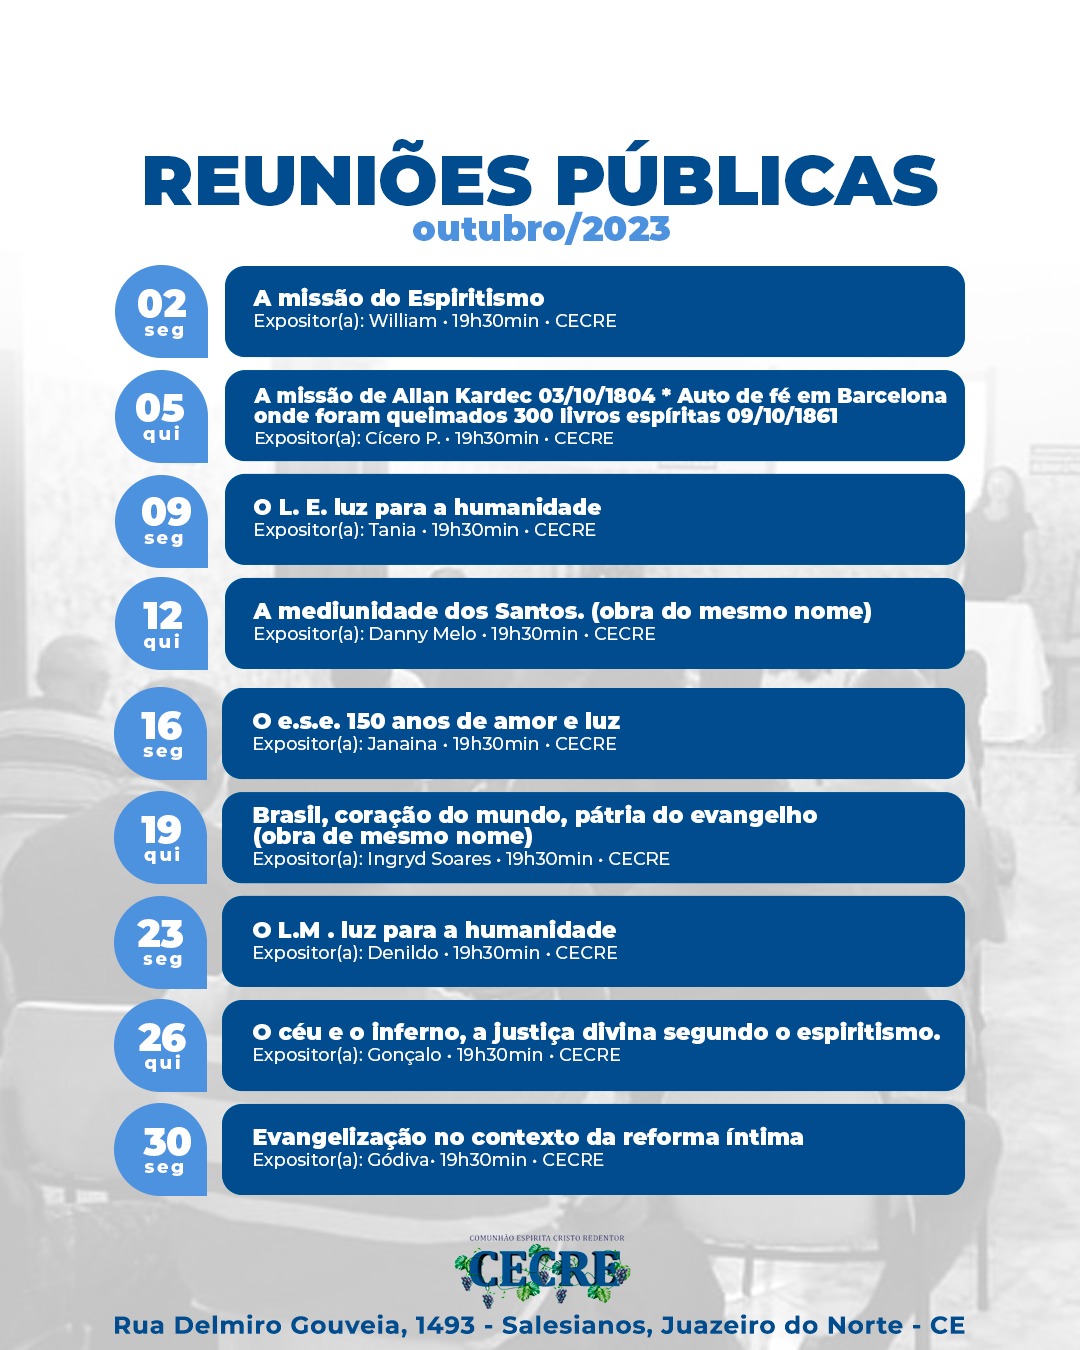 REUNIÕES PÚBLICAS
outubro/2023
02
seg
A missão do Espiritismo
Expositor(a): William • 19h30min • CECRE
05
qui
A missão de Allan Kardec 03/10/1804 * Auto de fé em Barcelona
onde foram queimados 300 livros espíritas 09/10/1861
Expositor(a): Cícero P. • 19h30min • CECRE
09
seg
O L. E. luz para a humanidade
Expositor(a): Tania • 19h30min • CECRE
12
qui
A mediunidade dos Santos. (obra do mesmo nome)
Expositor(a): Danny Melo • 19h30min • CECRE
16
seg
O e.s.e. 150 anos de amor e luz
Expositor(a): Janaina • 19h30min • CECRE
19
qui
Brasil, coração do mundo, pátria do evangelho
(obra de mesmo nome)
Expositor(a): Ingryd Soares • 19h30min • CECRE
23
seg
O L.M . luz para a humanidade
Expositor(a): Denildo • 19h30min • CECRE
26
qui
O céu e o inferno, a justiça divina segundo o espiritismo.
Expositor(a): Gonçalo • 19h30min • CECRE
30
seg
Evangelização no contexto da reforma íntima
Expositor(a): Gódiva• 19h30min • CECRE
COMUNHÃO ESPIRITA CRISTO REDENTOR
CECRE
Rua Delmiro Gouveia, 1493 - Salesianos, Juazeiro do Norte - CE